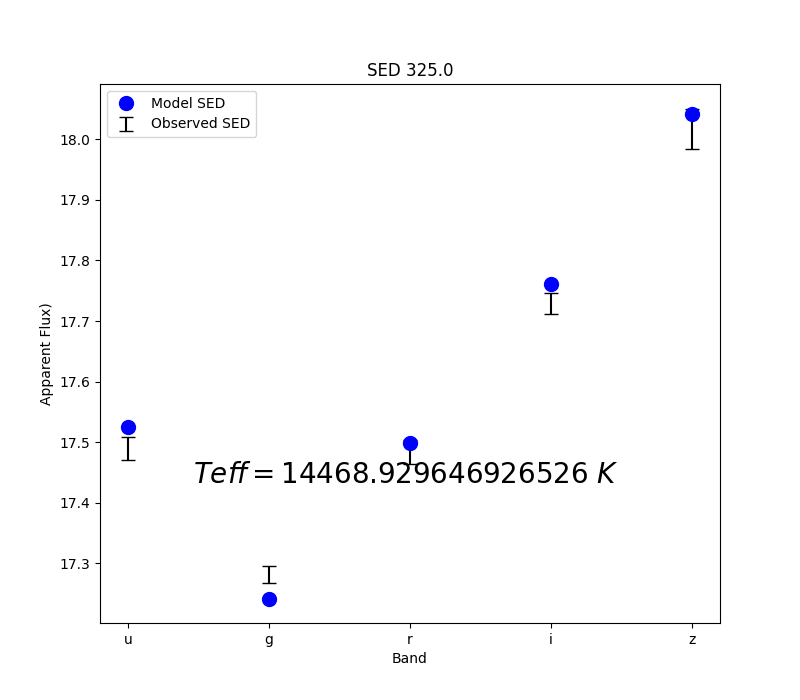 SED 325.0
Model SED
Observed SED
18.0
17.9
17.8
17.7
17.6
17.5
17.4
17.3
Apparent Flux)
Teff = 14468.929646926526 K
u g r i z
Band